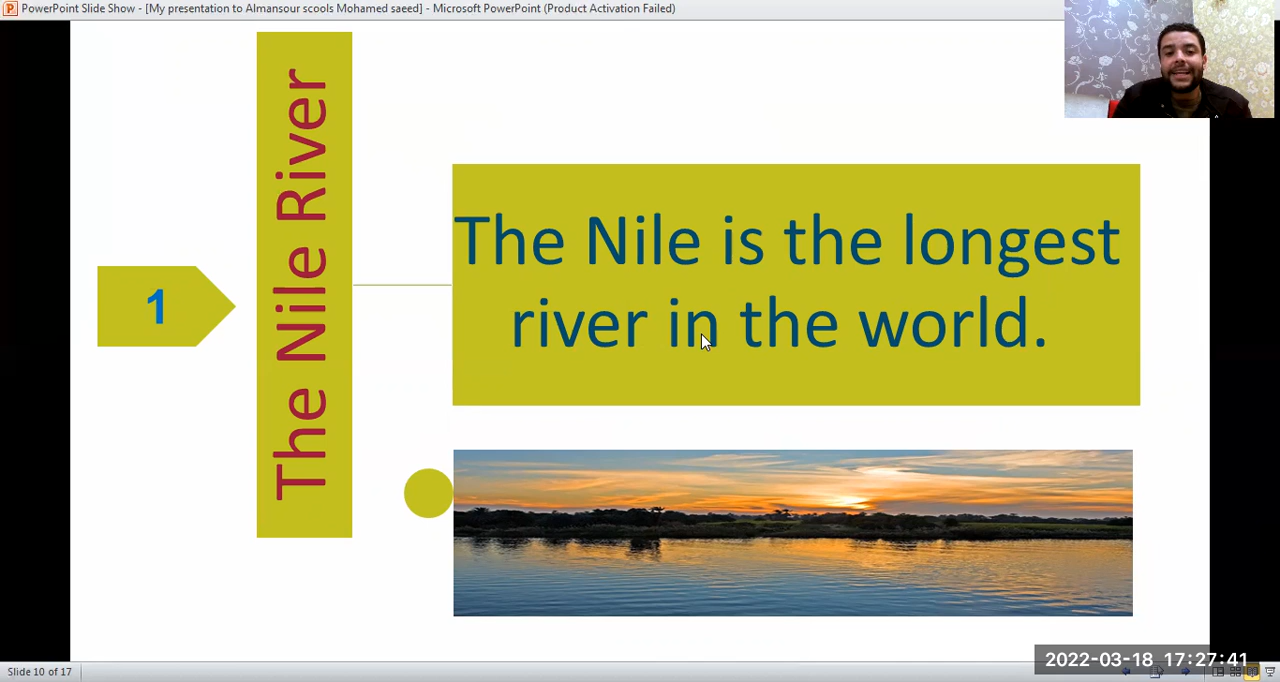 PowerPoint Slide Show - [My presentation to Almansour scools Mohamed saeed] - Microsoft PowerPoint (Product Activation Failed)
The Nile River
1
The Nile is the longest
river in the world.
2022-03-18 17:27:41
Slide 10 of 17